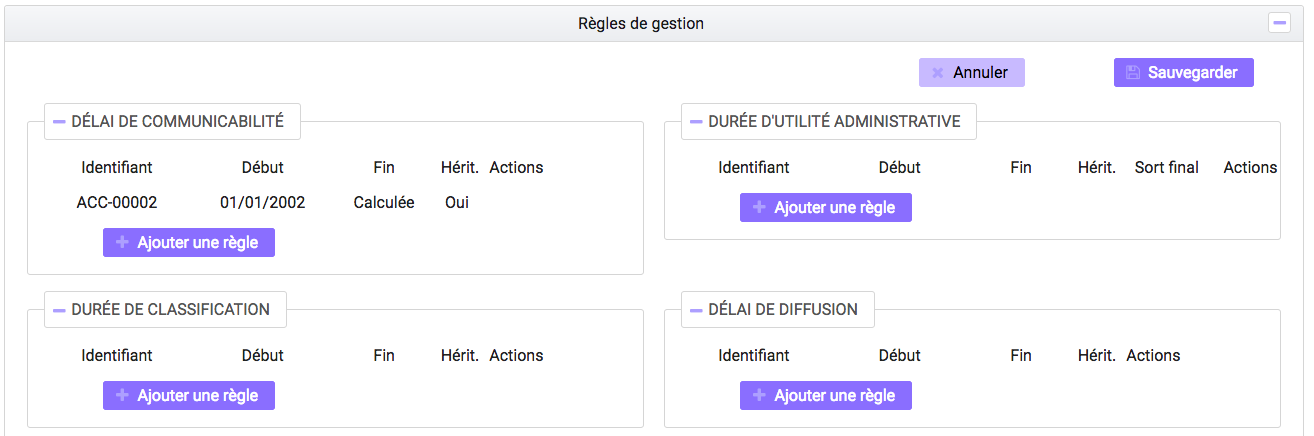 Règles de gestion
Annuler Sauvegarder
DÉLAI DE COMMUNICABILITÉ
Identifiant Début Fin Hérit. Actions
ACC-00002 01/01/2002 Calculée Oui
Ajouter une règle
DURÉE D'UTILITÉ ADMINISTRATIVE
Identifiant Début Fin Hérit. Sort final Actions
Ajouter une règle
DURÉE DE CLASSIFICATION
Identifiant Début Fin Hérit. Actions
Ajouter une règle
DÉLAI DE DIFFUSION
Identifiant Début Fin Hérit. Actions
Ajouter une règle